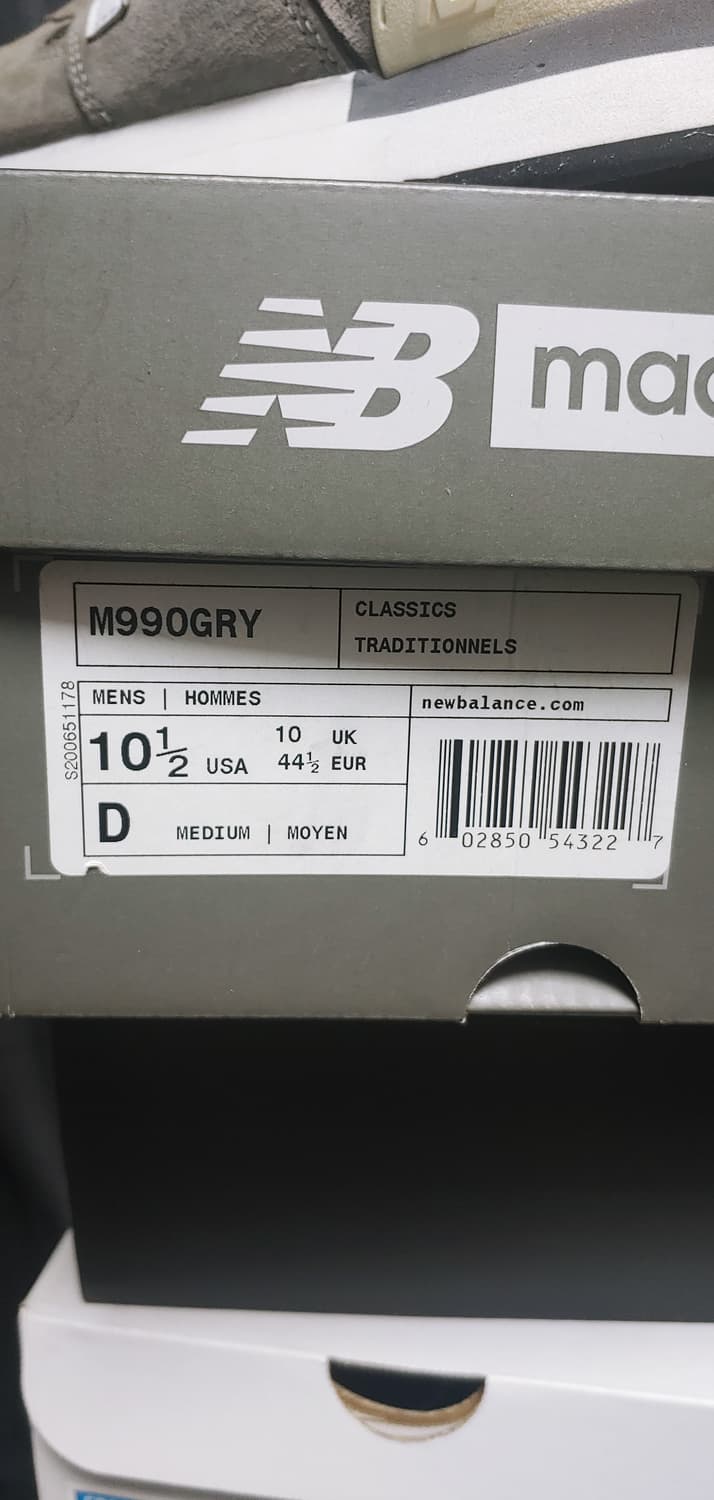 NB
M990GRY
CLASSICS
TRADITIONNELS
MENS | HOMMES
newbalance.com
S200651178
10½ USA
10 UK
44½ EUR
D MEDIUM | MOYEN
6 02850 54322 7